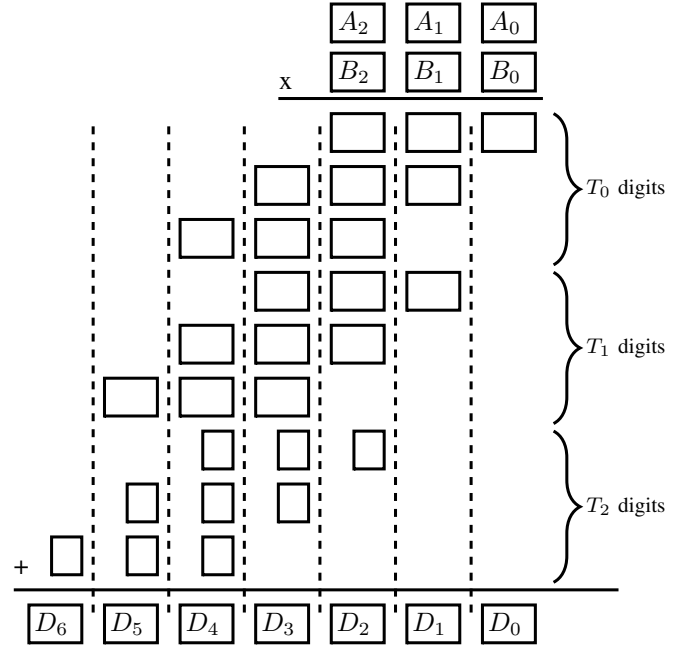 A₂ A₁ A₀
x B₂ B₁ B₀
T₀ digits
T₁ digits
T₂ digits
+
D₆ D₅ D₄ D₃ D₂ D₁ D₀